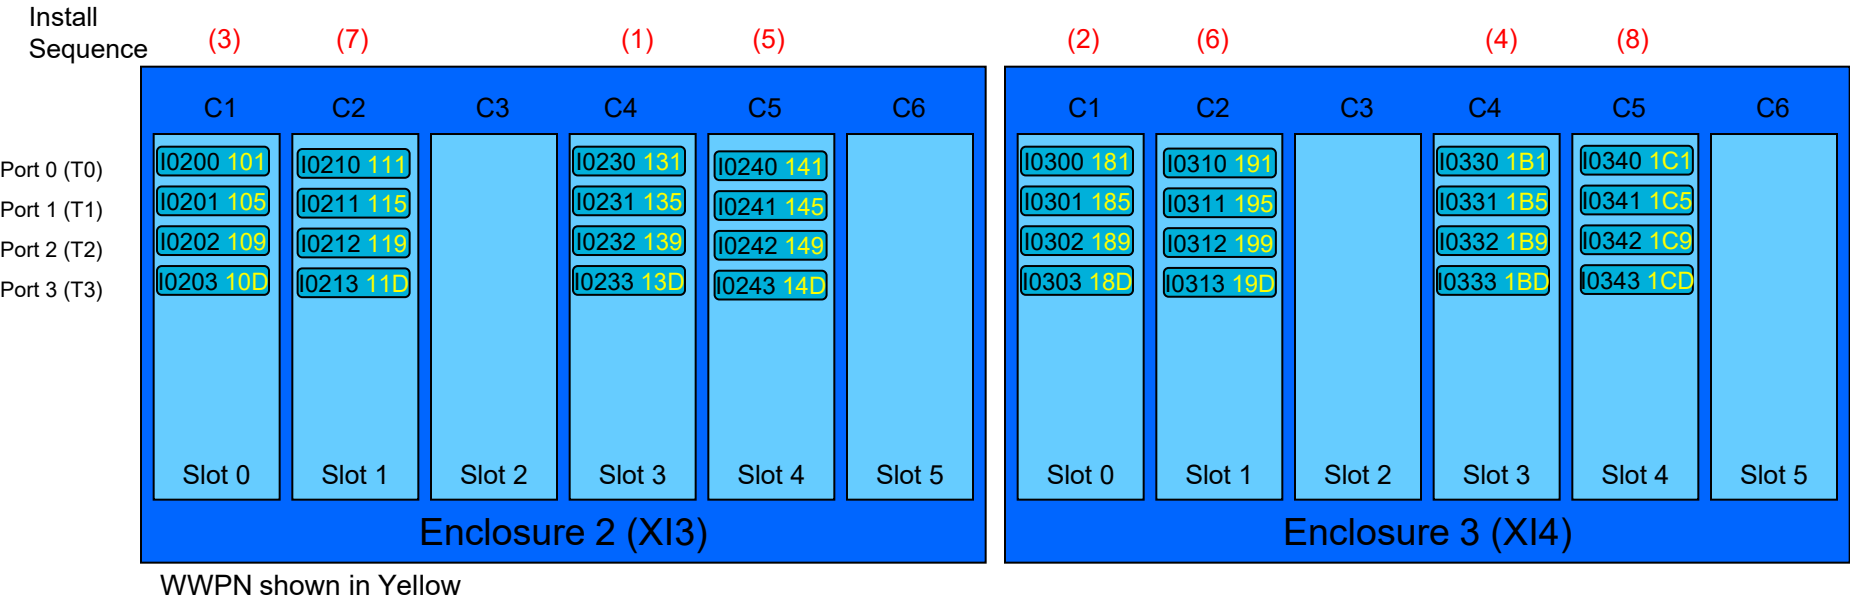 Install
Sequence
(3) (7) (1) (5) (2) (6) (4) (8)
C1 C2 C3 C4 C5 C6 C1 C2 C3 C4 C5 C6
Port 0 (T0) I0200 101 I0210 111 I0230 131 I0240 141 I0300 181 I0310 191 I0330 1B1 I0340 1C1
Port 1 (T1) I0201 105 I0211 115 I0231 135 I0241 145 I0301 185 I0311 195 I0331 1B5 I0341 1C5
Port 2 (T2) I0202 109 I0212 119 I0232 139 I0242 149 I0302 189 I0312 199 I0332 1B9 I0342 1C9
Port 3 (T3) I0203 10D I0213 11D I0233 13D I0243 14D I0303 18D I0313 19D I0333 1BD I0343 1CD
Slot 0 Slot 1 Slot 2 Slot 3 Slot 4 Slot 5 Slot 0 Slot 1 Slot 2 Slot 3 Slot 4 Slot 5
Enclosure 2 (XI3) Enclosure 3 (XI4)
WWPN shown in Yellow